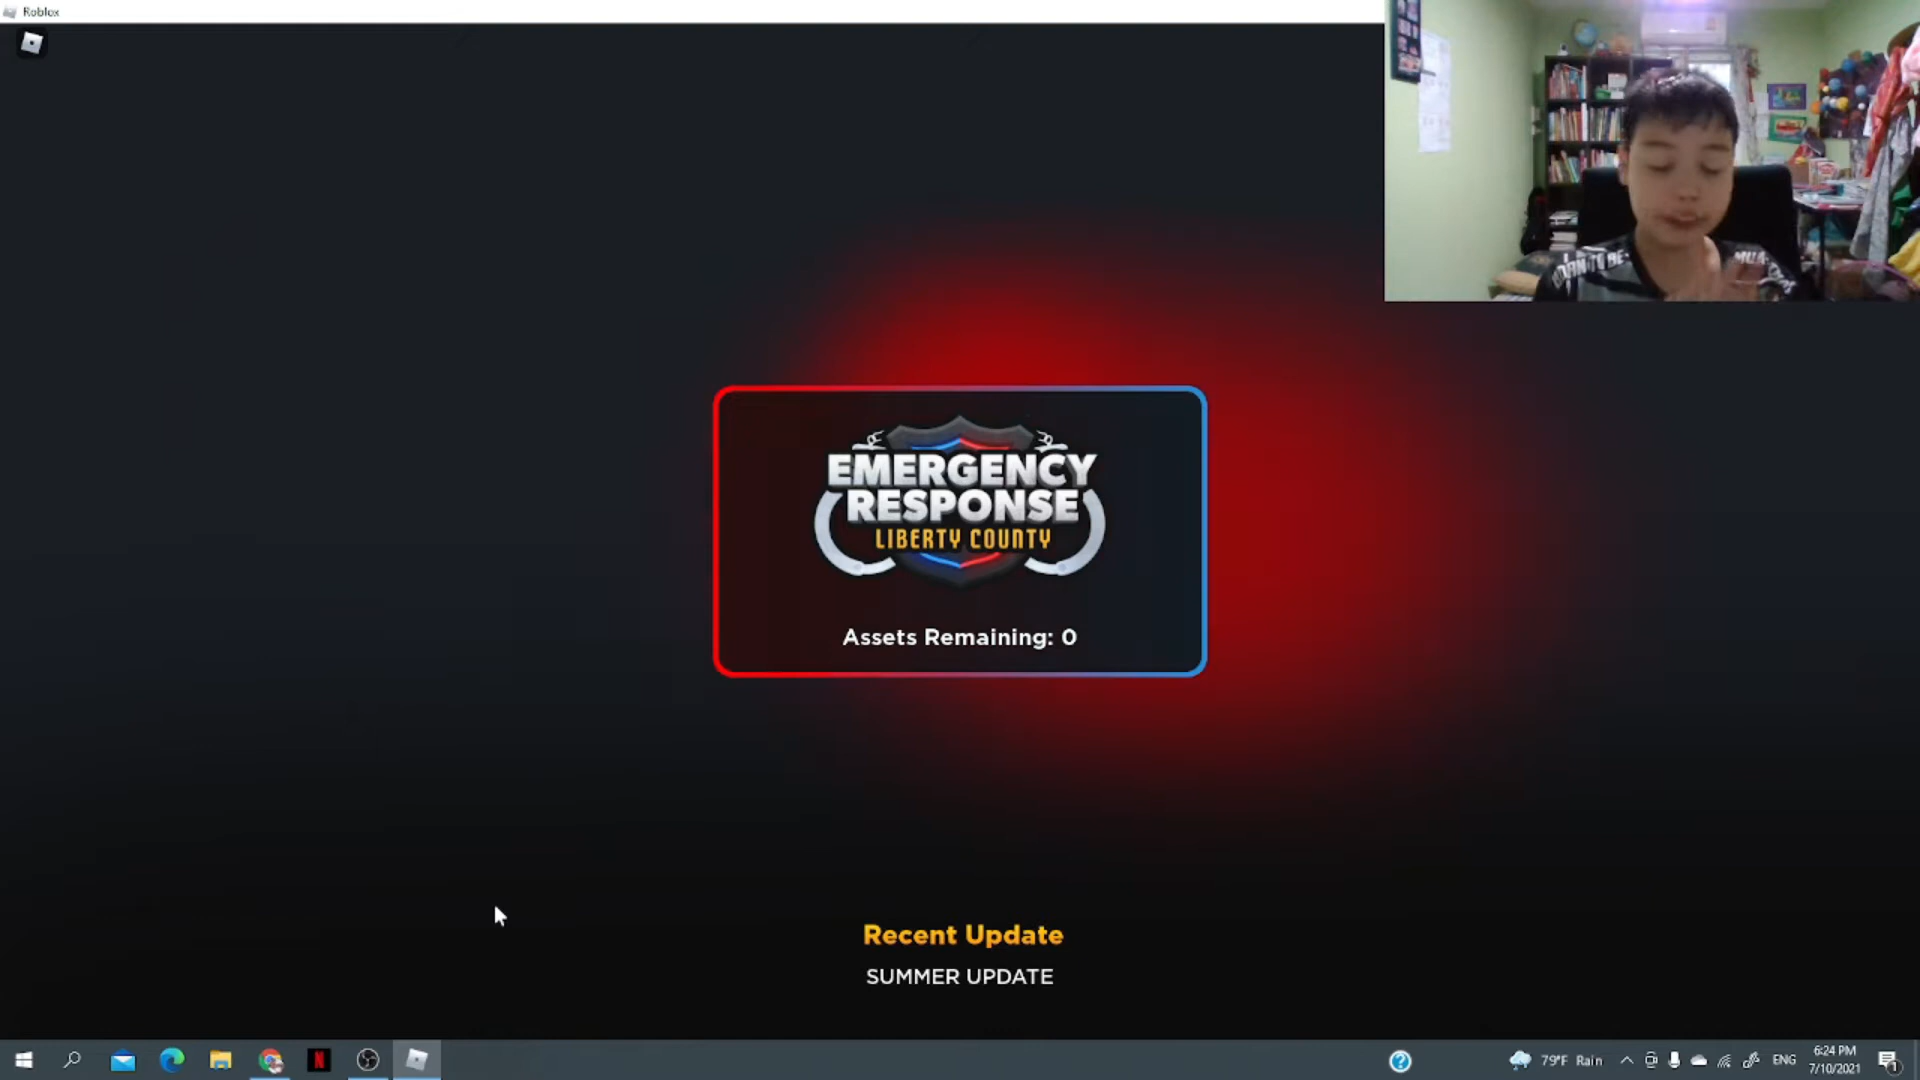 Roblox
EMERGENCY
RESPONSE
LIBERTY COUNTY
Assets Remaining: 0
Recent Update
SUMMER UPDATE
79°F Rain
ENG
6:24 PM
7/10/2021
1